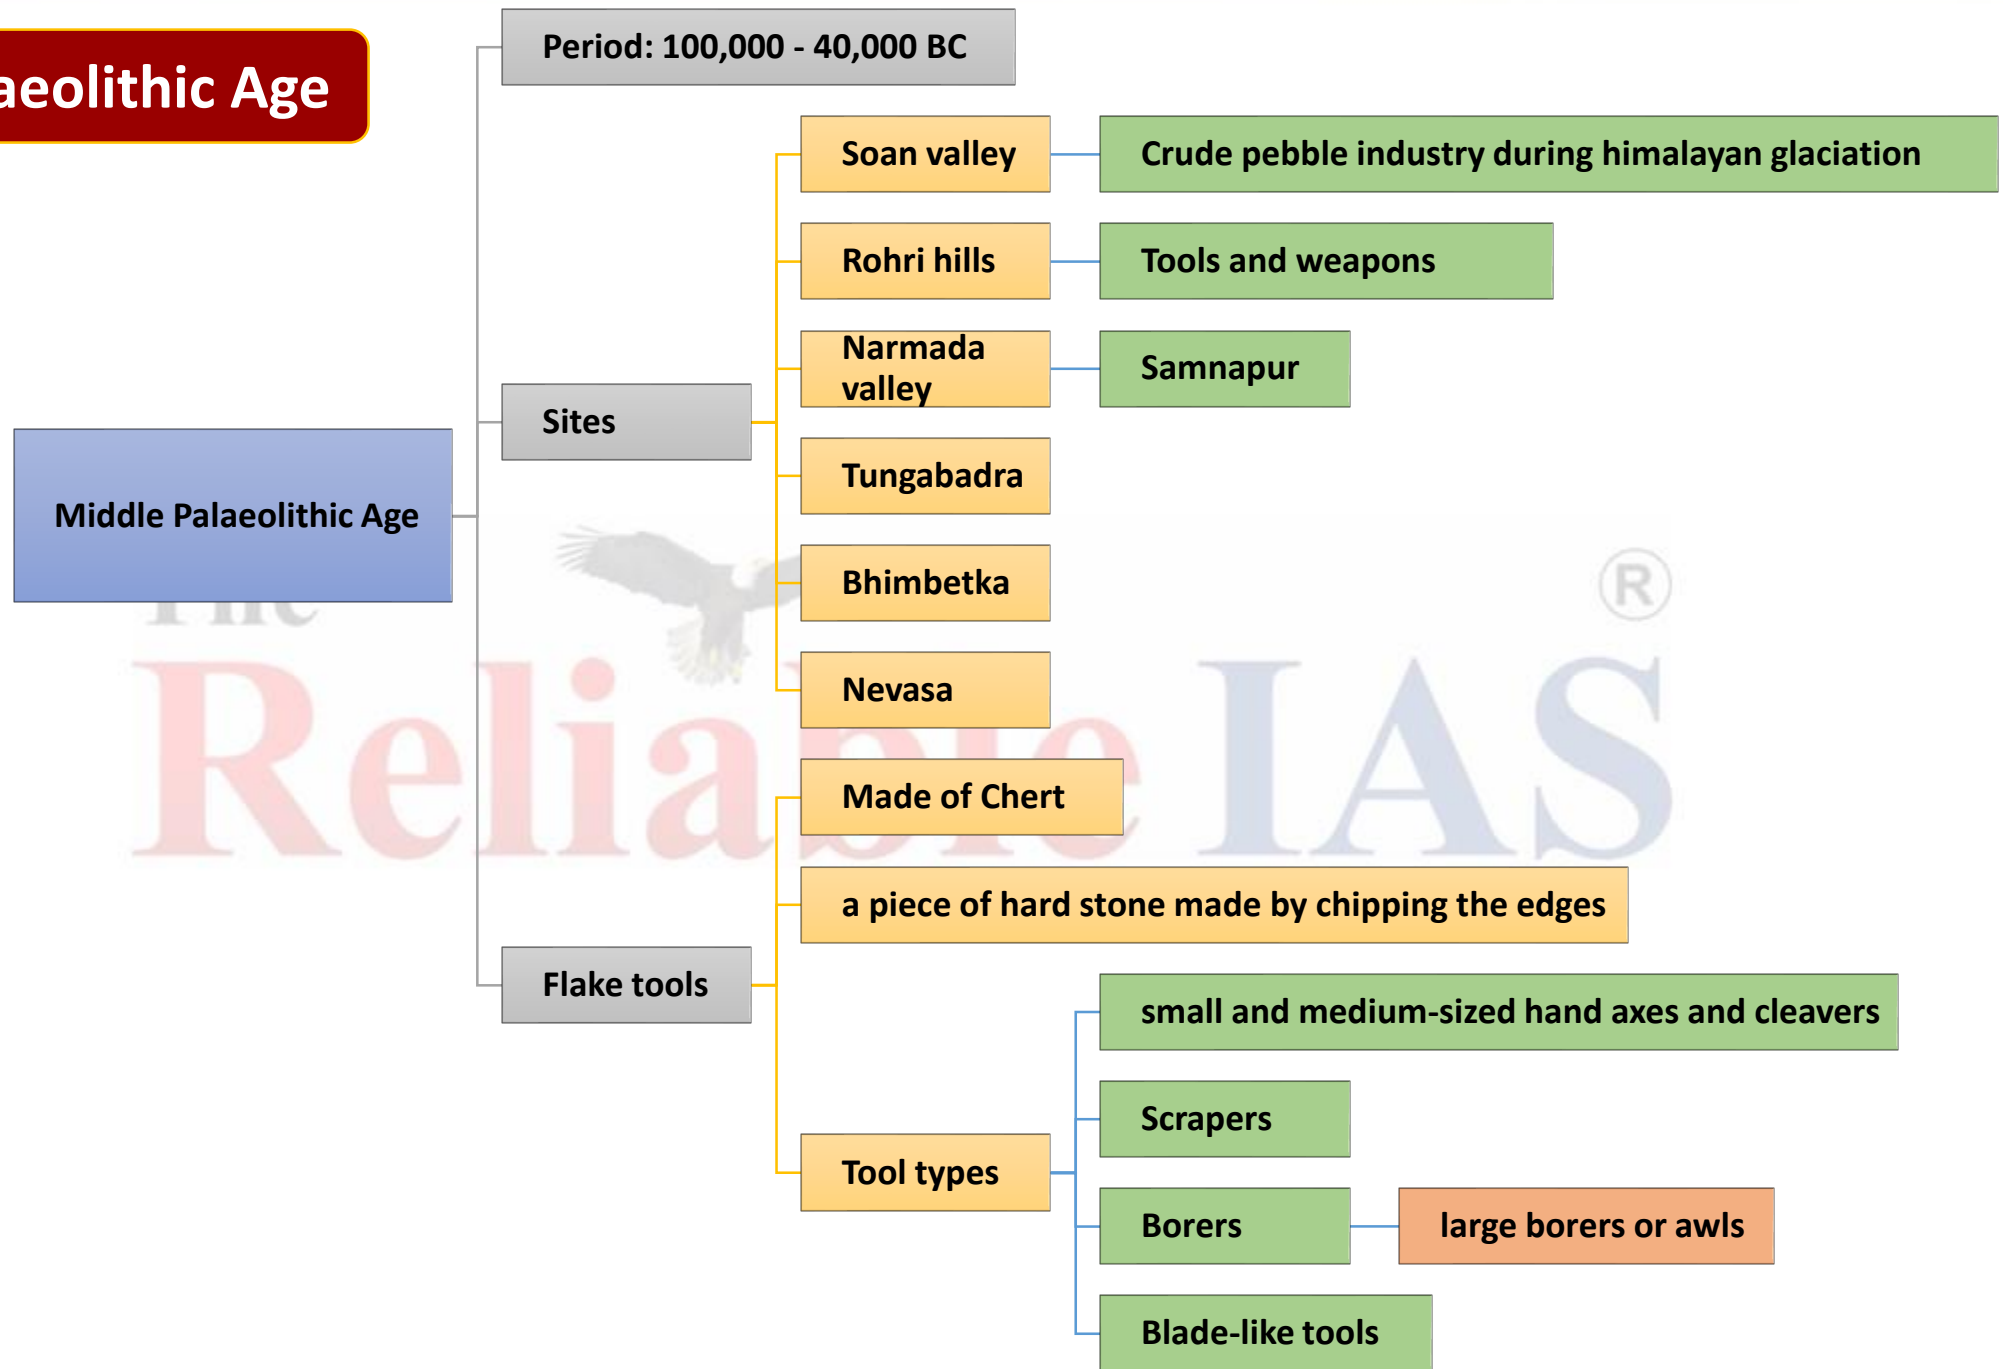 aeolithic Age
Period: 100,000 - 40,000 BC
Soan valley
Crude pebble industry during himalayan glaciation
Rohri hills
Tools and weapons
Narmada
valley
Samnapur
Sites
Tungabadra
Middle Palaeolithic Age
Bhimbetka
Nevasa
The
Reliable IAS
®
Made of Chert
a piece of hard stone made by chipping the edges
Flake tools
small and medium-sized hand axes and cleavers
Scrapers
Tool types
Borers
large borers or awls
Blade-like tools